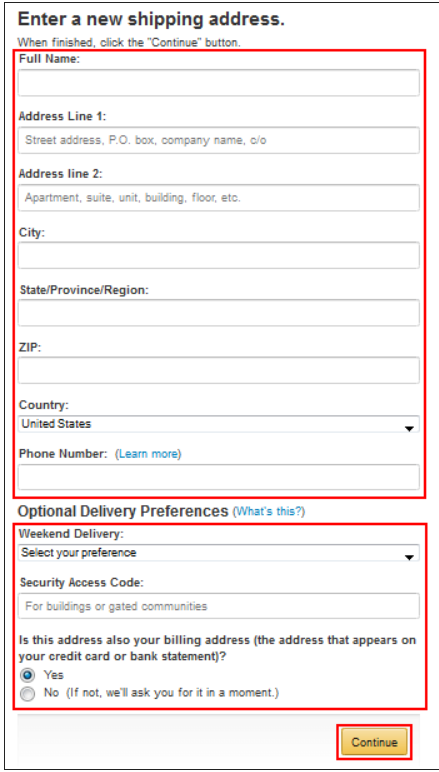 Enter a new shipping address.
When finished, click the "Continue" button.
Full Name:
Address Line 1:
Street address, P.O. box, company name, c/o
Address line 2:
Apartment, suite, unit, building, floor, etc.
City:
State/Province/Region:
ZIP:
Country:
United States
Phone Number: (Learn more)
Optional Delivery Preferences (What's this?)
Weekend Delivery:
Select your preference
Security Access Code:
For buildings or gated communities
Is this address also your billing address (the address that appears on
your credit card or bank statement)?
Yes
No (If not, we'll ask you for it in a moment.)
Continue